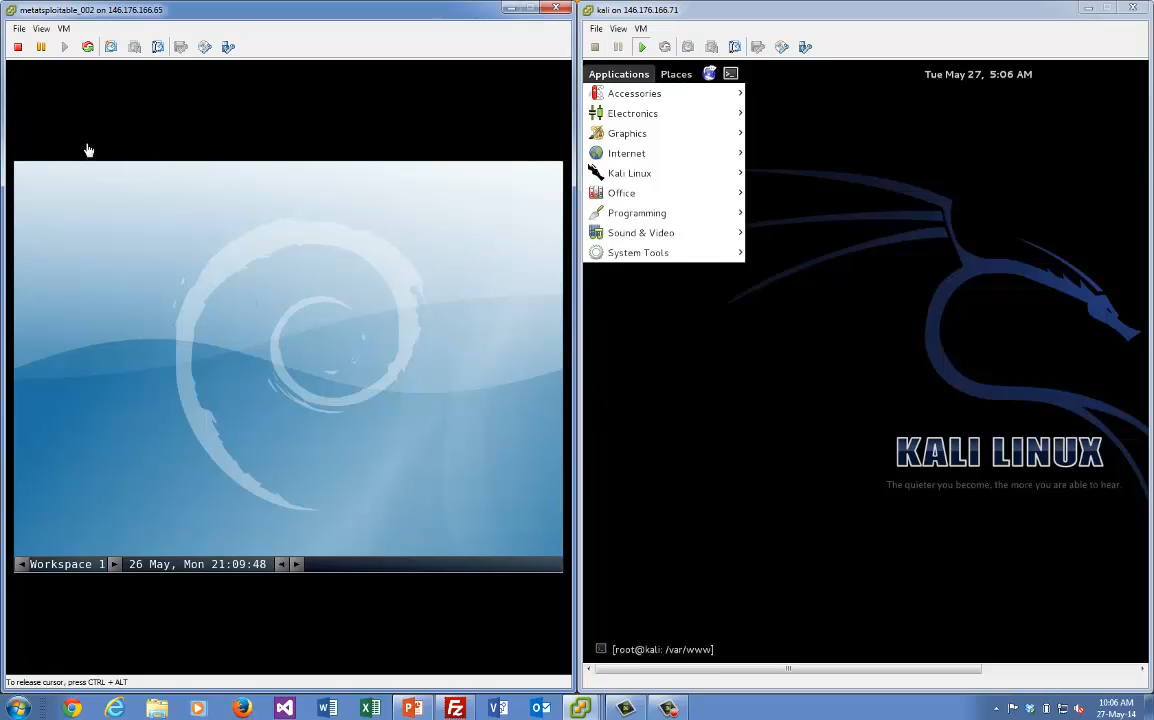 metatsploitable_002 on 146.176.166.65
File View VM
Workspace 1 26 May, Mon 21:09:48
To release cursor, press CTRL + ALT
kali on 146.176.166.71
File View VM
Applications Places Tue May 27, 5:06 AM
Accessories
Electronics
Graphics
Internet
Kali Linux
Office
Programming
Sound & Video
System Tools
KALI LINUX
The quieter you become, the more you are able to hear.
[root@kali: /var/www]
10:06 AM
27-May-14